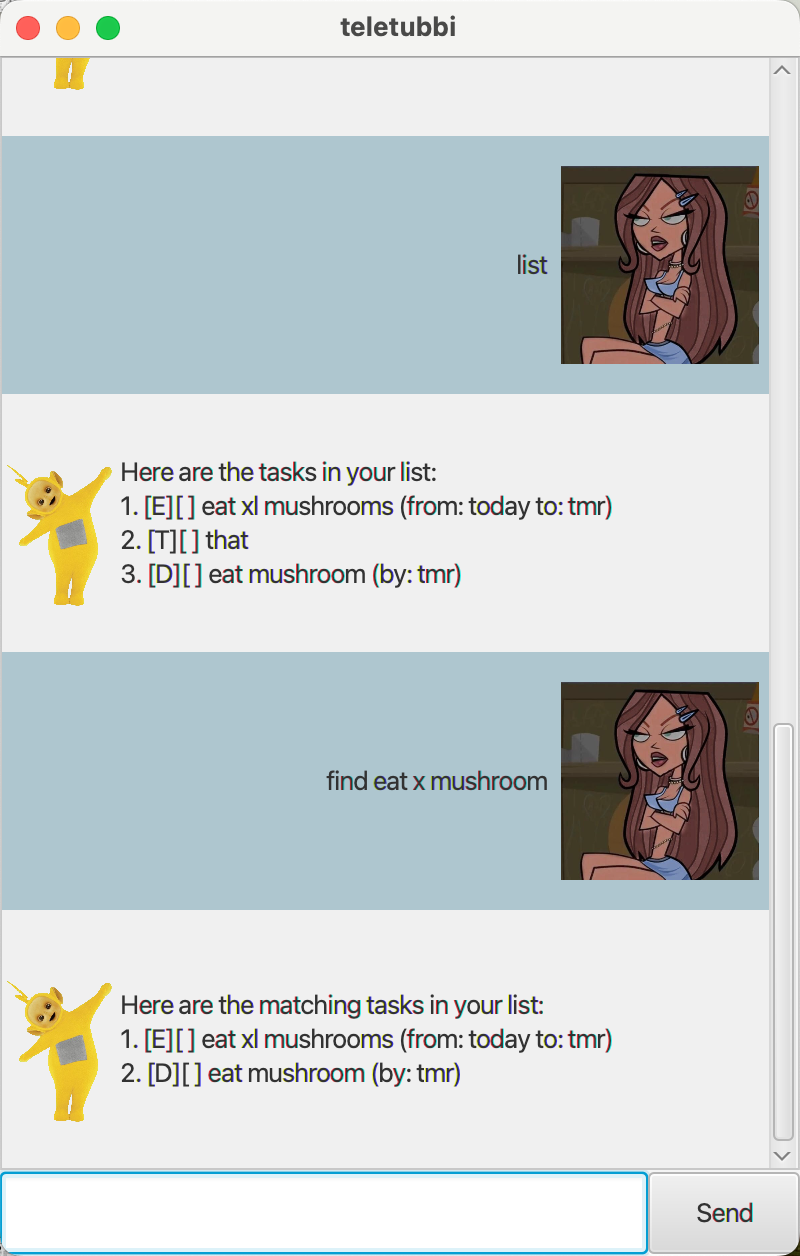 teletubbi
list
Here are the tasks in your list:
1. [E][ ] eat xl mushrooms (from: today to: tmr)
2. [T][ ] that
3. [D][ ] eat mushroom (by: tmr)
find eat x mushroom
Here are the matching tasks in your list:
1. [E][ ] eat xl mushrooms (from: today to: tmr)
2. [D][ ] eat mushroom (by: tmr)
Send